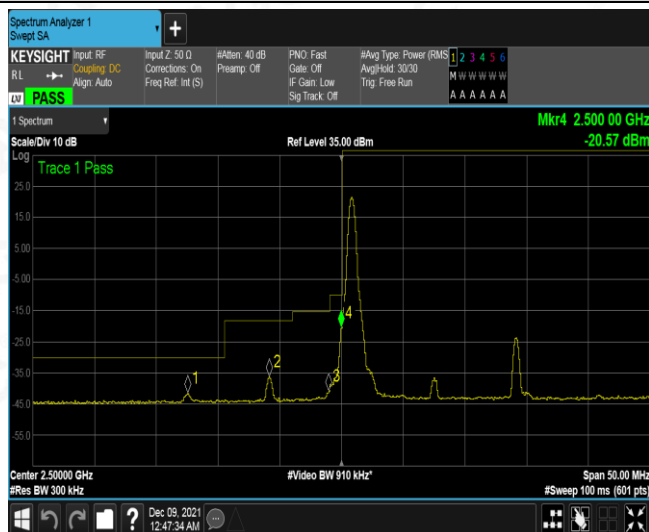 Spectrum Analyzer 1
Swept SA
+
KEYSIGHT
RL
Align: Auto
Input: RF
Coupling: DC
Input Z: 50 Ω
Corrections: On
Freq Ref: Int (S)
#Atten: 40 dB
Preamp: Off
PNO: Fast
Gate: Off
IF Gain: Low
Sig Track: Off
#Avg Type: Power (RMS
Avg|Hold: 30/30
Trig: Free Run
1 2 3 4 5 6
M W W W W W
A A A A A A
LXI PASS
1 Spectrum
Mkr4 2.500 00 GHz
Scale/Div 10 dB
Ref Level 35.00 dBm
-20.57 dBm
Log
Trace 1 Pass
25.0
15.0
5.00
-5.00
-15.0
-25.0
-35.0
-45.0
-55.0
1
2
3
4
Center 2.50000 GHz
#Video BW 910 kHz*
Span 50.00 MHz
#Res BW 300 kHz
#Sweep 100 ms (601 pts)
?
Dec 09, 2021
12:47:34 AM